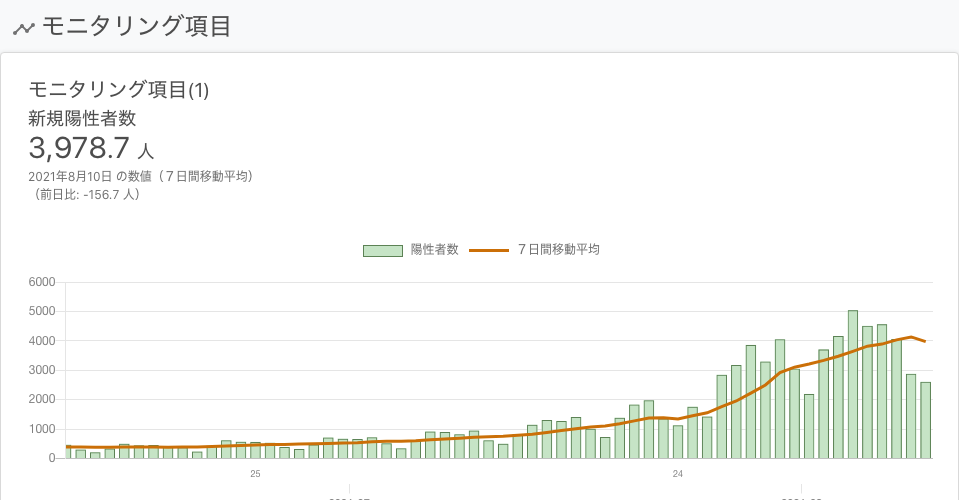 モニタリング項目
モニタリング項目(1)
新規陽性者数
3,978.7 人
2021年8月10日 の数値（７日間移動平均）
（前日比: -156.7 人）
陽性者数 ７日間移動平均
6000
5000
4000
3000
2000
1000
0
25 24